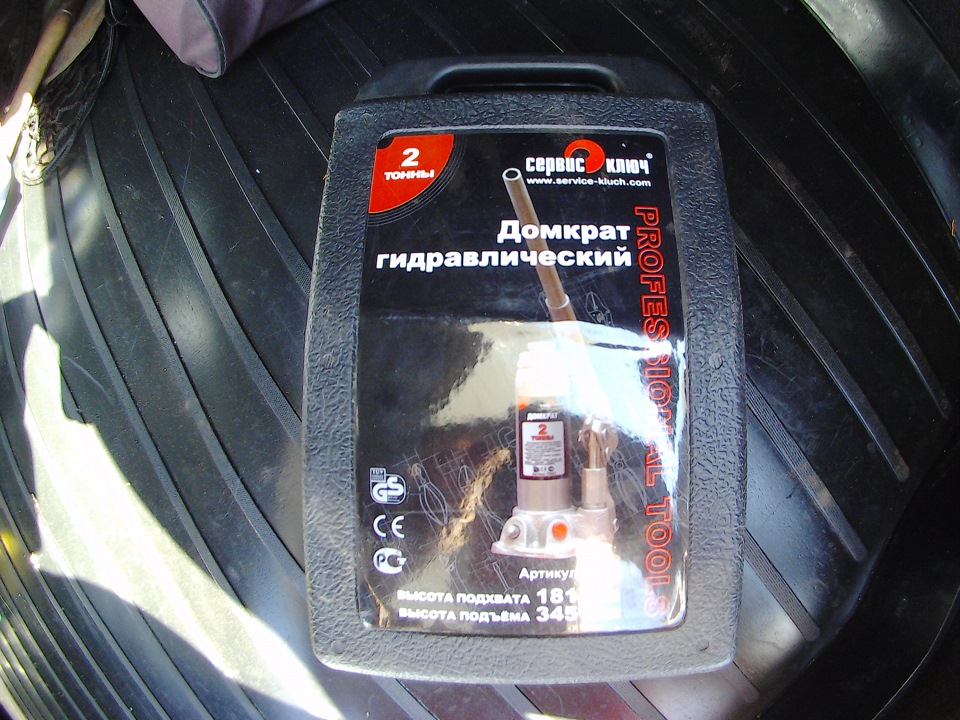 2
ТОННЫ
сервис ключ®
www.service-kluch.com
Домкрат
гидравлический
PROFESSIONAL TOOLS
ДОМКРАТ
2
ТОННЫ
GS
CE
Артикул
ВЫСОТА ПОДХВАТА 181
ВЫСОТА ПОДЪЁМА 345